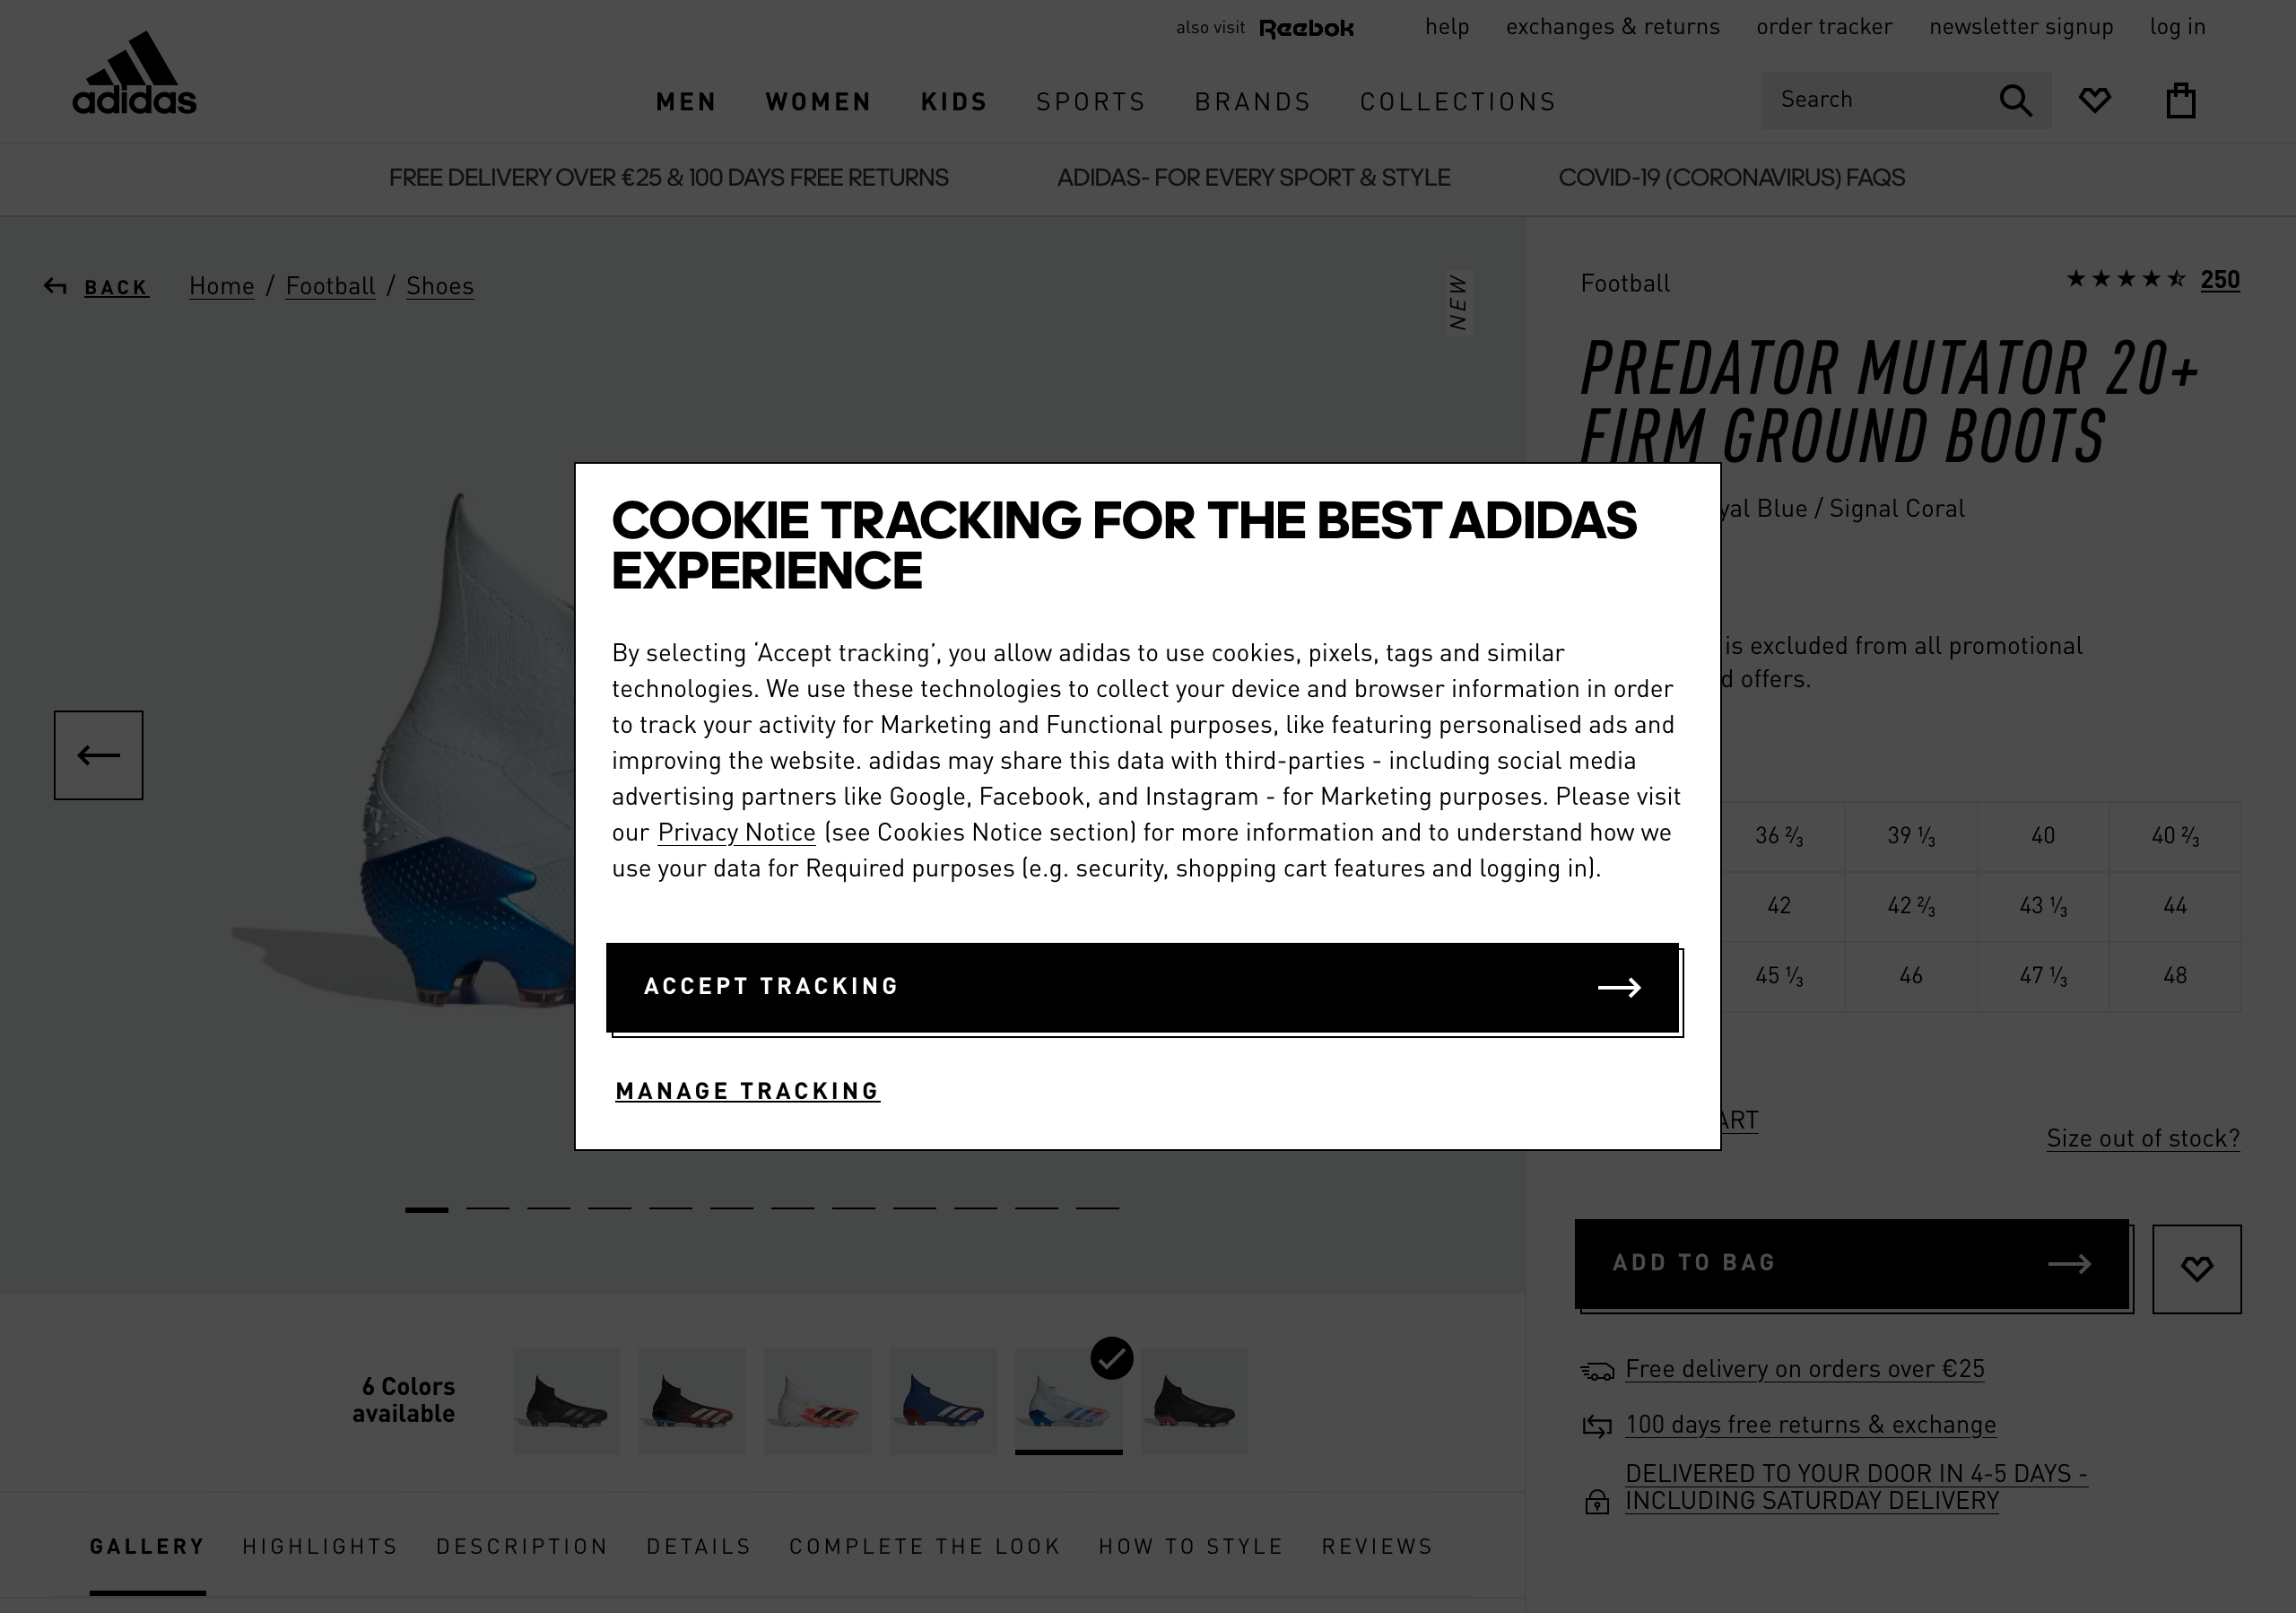 also visit Reebok help exchanges & returns order tracker newsletter signup log in
adidas
MEN WOMEN KIDS SPORTS BRANDS COLLECTIONS Search
FREE DELIVERY OVER €25 & 100 DAYS FREE RETURNS ADIDAS- FOR EVERY SPORT & STYLE COVID-19 (CORONAVIRUS) FAQS
BACK Home / Football / Shoes
NEW
Football 250
PREDATOR MUTATOR 20+
FIRM GROUND BOOTS
Blue / Signal Coral
is excluded from all promotional
offers.
COOKIE TRACKING FOR THE BEST ADIDAS
EXPERIENCE
By selecting ‘Accept tracking’, you allow adidas to use cookies, pixels, tags and similar
technologies. We use these technologies to collect your device and browser information in order
to track your activity for Marketing and Functional purposes, like featuring personalised ads and
improving the website. adidas may share this data with third-parties - including social media
advertising partners like Google, Facebook, and Instagram - for Marketing purposes. Please visit
our Privacy Notice (see Cookies Notice section) for more information and to understand how we
use your data for Required purposes (e.g. security, shopping cart features and logging in).
ACCEPT TRACKING
MANAGE TRACKING
36 ⅔ 39 ⅓ 40 40 ⅔
42 42 ⅔ 43 ⅓ 44
45 ⅓ 46 47 ⅓ 48
Size out of stock?
ADD TO BAG
Free delivery on orders over €25
100 days free returns & exchange
DELIVERED TO YOUR DOOR IN 4-5 DAYS -
INCLUDING SATURDAY DELIVERY
6 Colors
available
GALLERY HIGHLIGHTS DESCRIPTION DETAILS COMPLETE THE LOOK HOW TO STYLE REVIEWS